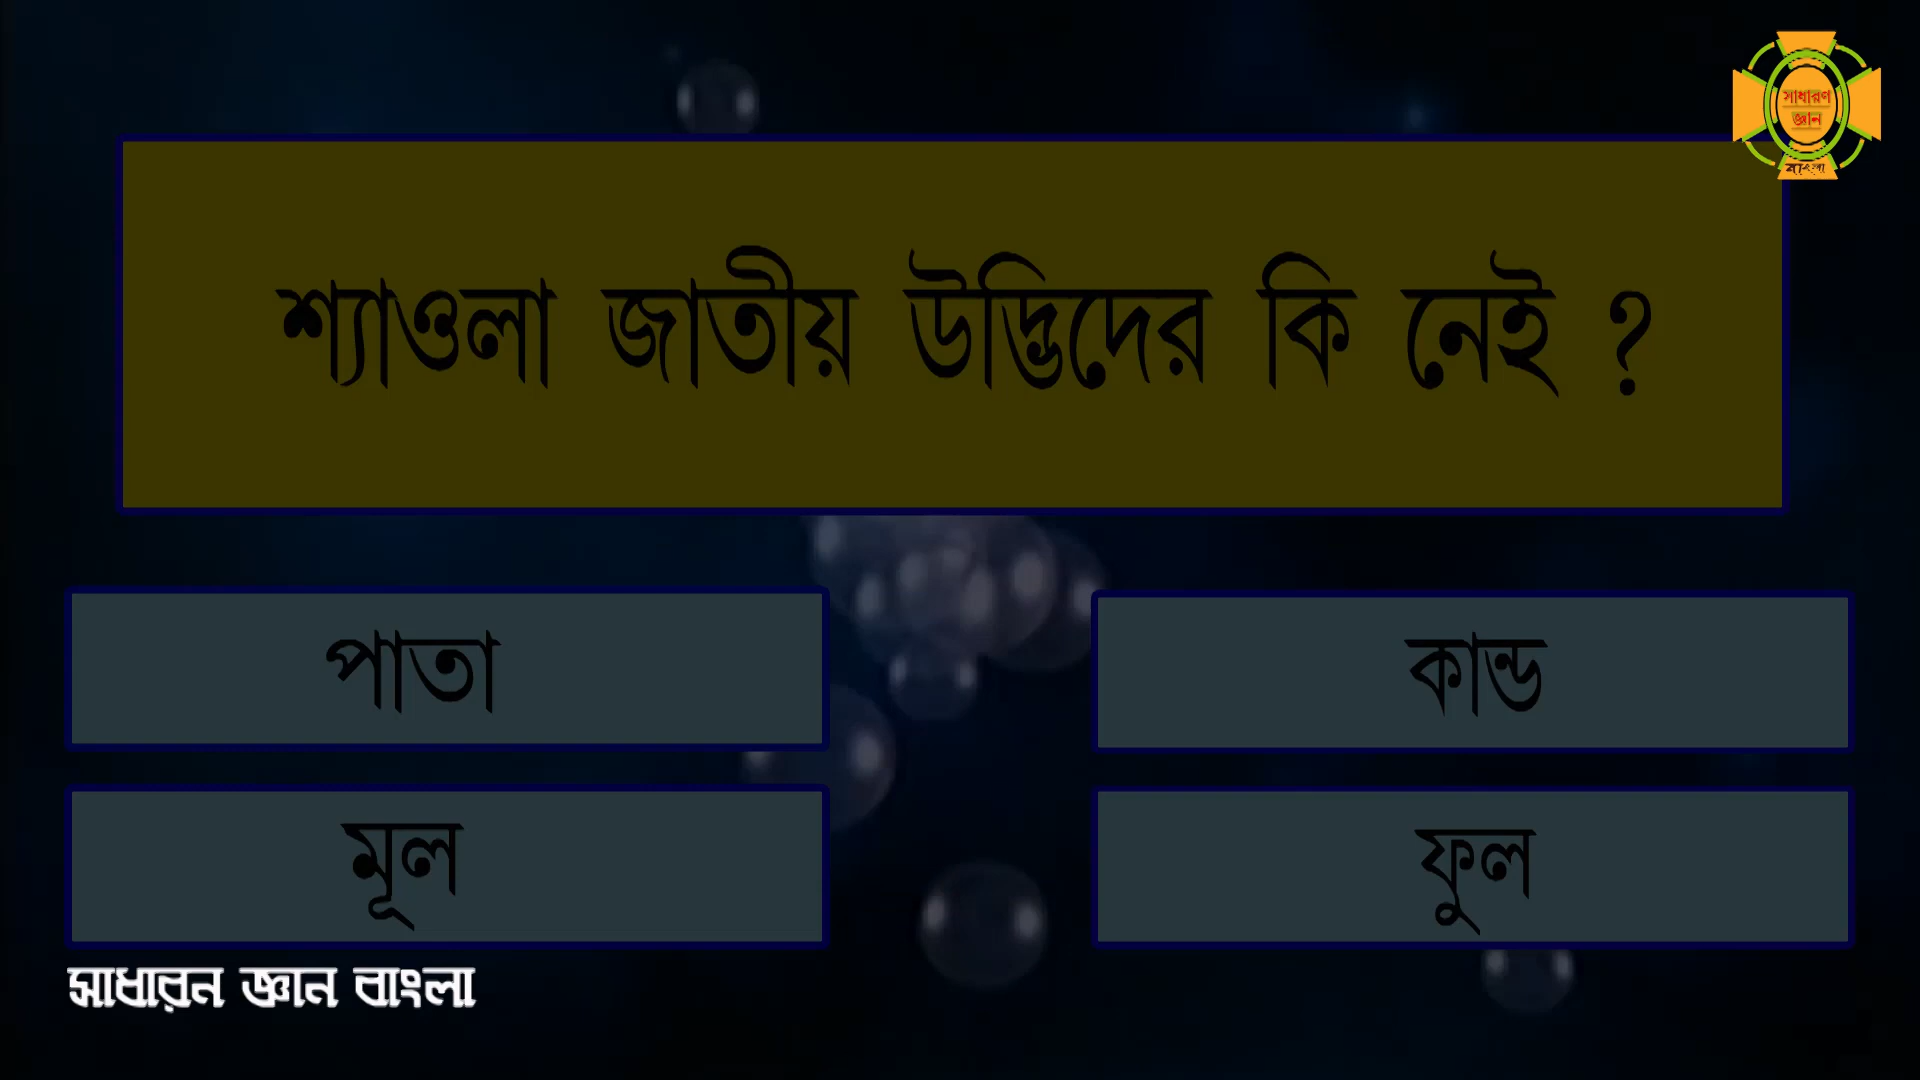 সাধারণ
জ্ঞান
বাংলা
শ্যাওলা জাতীয় উদ্ভিদের কি নেই ?
পাতা
কান্ড
মূল
ফুল
সাধারন জ্ঞান বাংলা